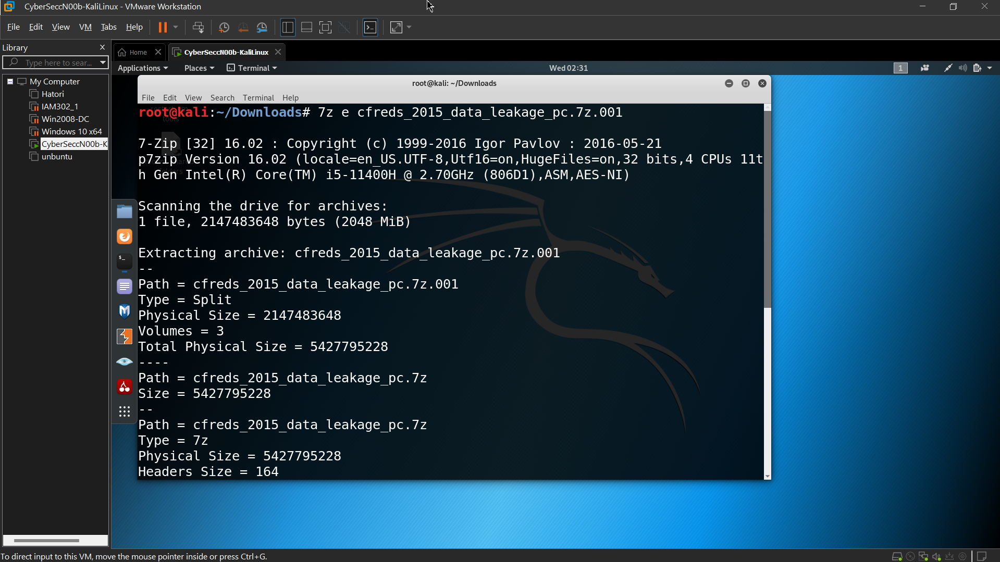 CyberSeccN00b-KaliLinux - VMware Workstation
File Edit View VM Tabs Help
Library
Type here to sear...
My Computer
Hatori
IAM302_1
Win2008-DC
Windows 10 x64
CyberSeccN00b-K
unbuntu
Home
CyberSeccN00b-KaliLinux
Applications Places Terminal
Wed 02:31
1
root@kali: ~/Downloads
File Edit View Search Terminal Help
root@kali:~/Downloads# 7z e cfreds_2015_data_leakage_pc.7z.001
7-Zip [32] 16.02 : Copyright (c) 1999-2016 Igor Pavlov : 2016-05-21
p7zip Version 16.02 (locale=en_US.UTF-8,Utf16=on,HugeFiles=on,32 bits,4 CPUs 11t
h Gen Intel(R) Core(TM) i5-11400H @ 2.70GHz (806D1),ASM,AES-NI)
Scanning the drive for archives:
1 file, 2147483648 bytes (2048 MiB)
Extracting archive: cfreds_2015_data_leakage_pc.7z.001
--
Path = cfreds_2015_data_leakage_pc.7z.001
Type = Split
Physical Size = 2147483648
Volumes = 3
Total Physical Size = 5427795228
----
Path = cfreds_2015_data_leakage_pc.7z
Size = 5427795228
--
Path = cfreds_2015_data_leakage_pc.7z
Type = 7z
Physical Size = 5427795228
Headers Size = 164
To direct input to this VM, move the mouse pointer inside or press Ctrl+G.